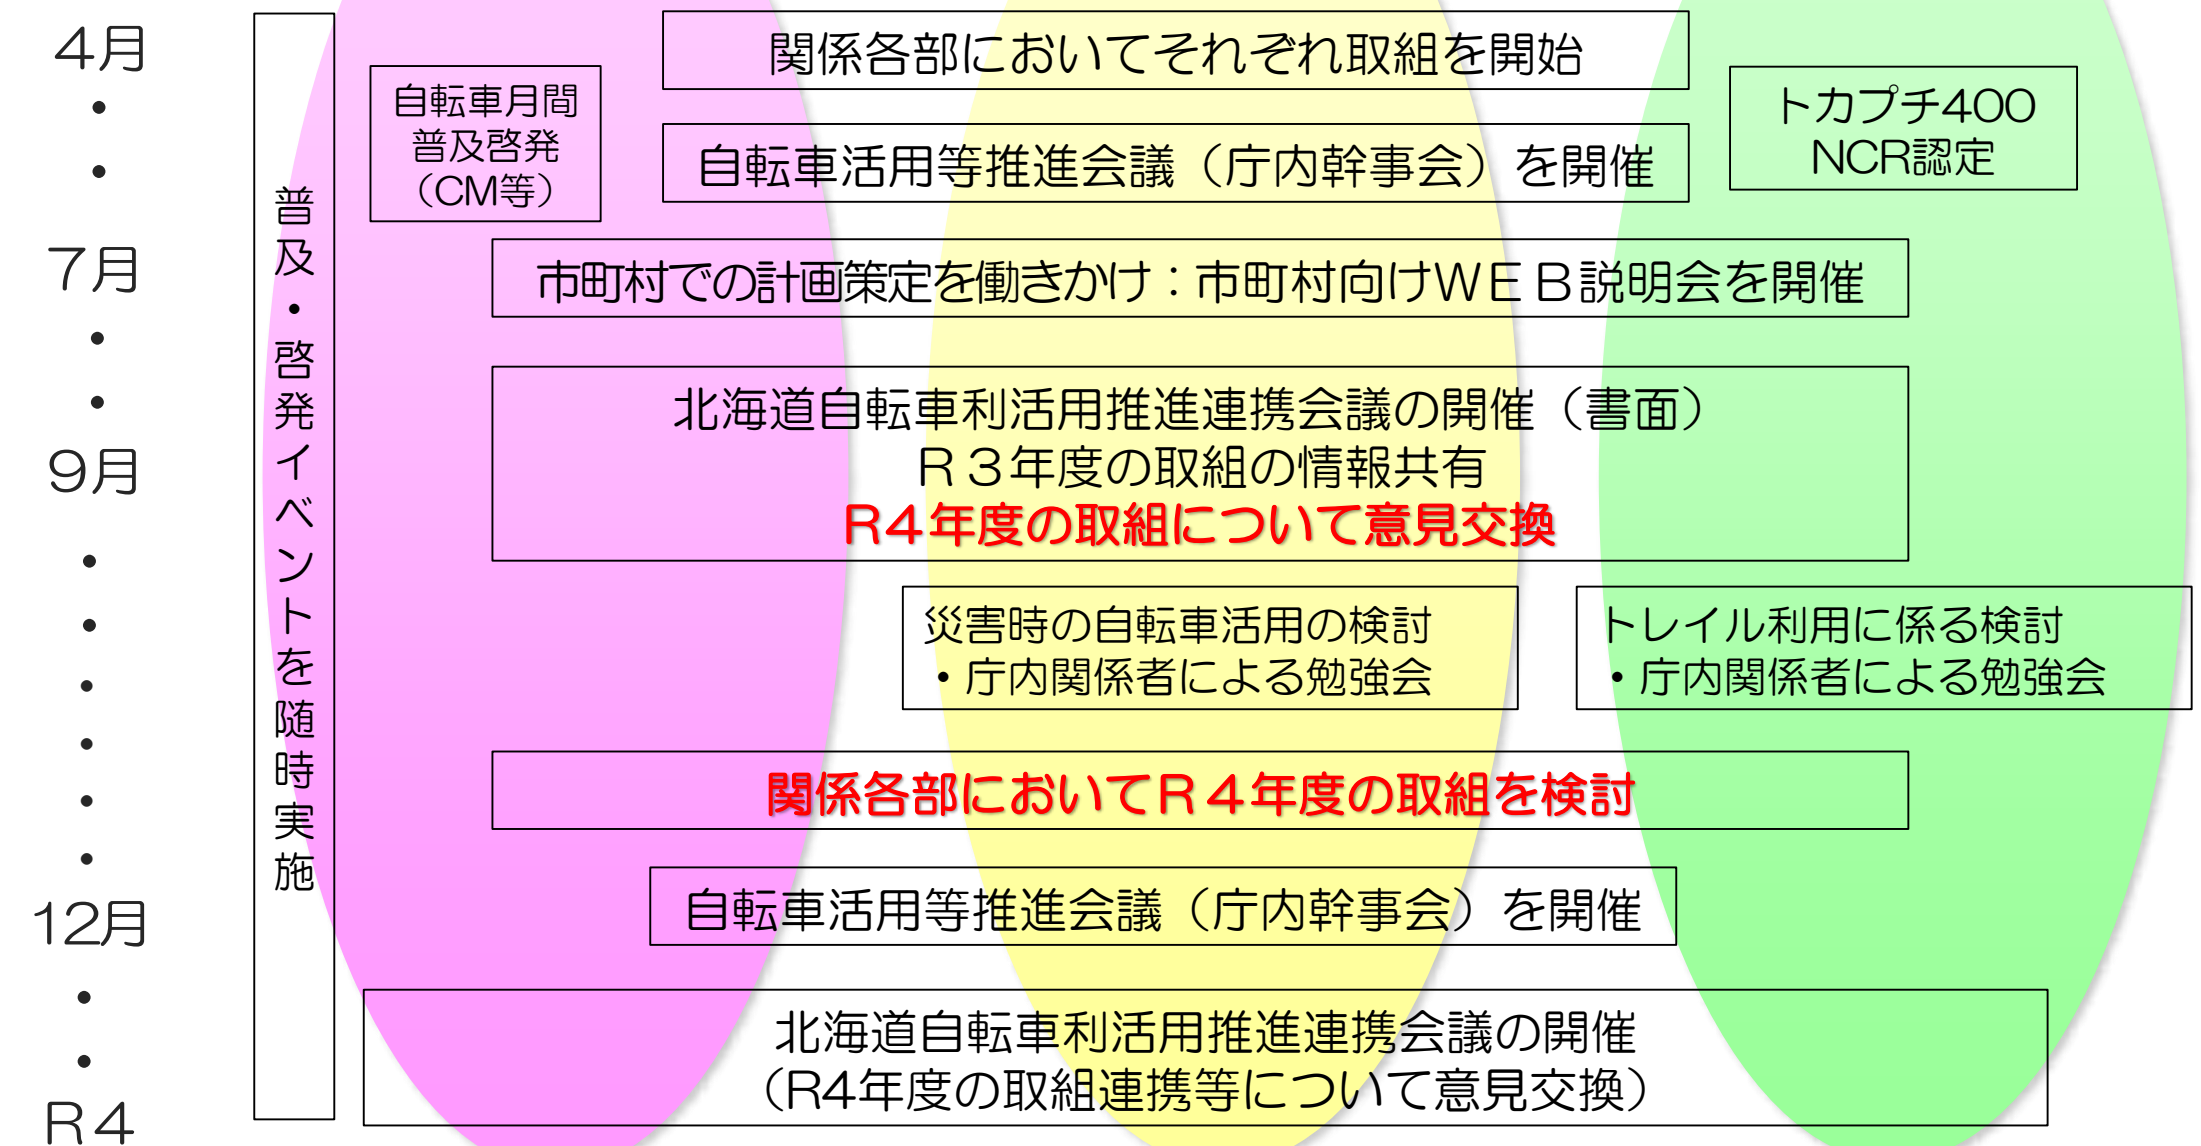 4月
・
・
7月
・
・
9月
・
・
・
・
・
・
12月
・
・
R4
普及・啓発イベントを随時実施
関係各部においてそれぞれ取組を開始
自転車月間
普及啓発
（CM等）
トカプチ400
NCR認定
自転車活用等推進会議（庁内幹事会）を開催
市町村での計画策定を働きかけ：市町村向けＷＥＢ説明会を開催
北海道自転車利活用推進連携会議の開催（書面）
Ｒ３年度の取組の情報共有
R４年度の取組について意見交換
災害時の自転車活用の検討
・庁内関係者による勉強会
トレイル利用に係る検討
・庁内関係者による勉強会
関係各部においてＲ４年度の取組を検討
自転車活用等推進会議（庁内幹事会）を開催
北海道自転車利活用推進連携会議の開催
（R4年度の取組連携等について意見交換）